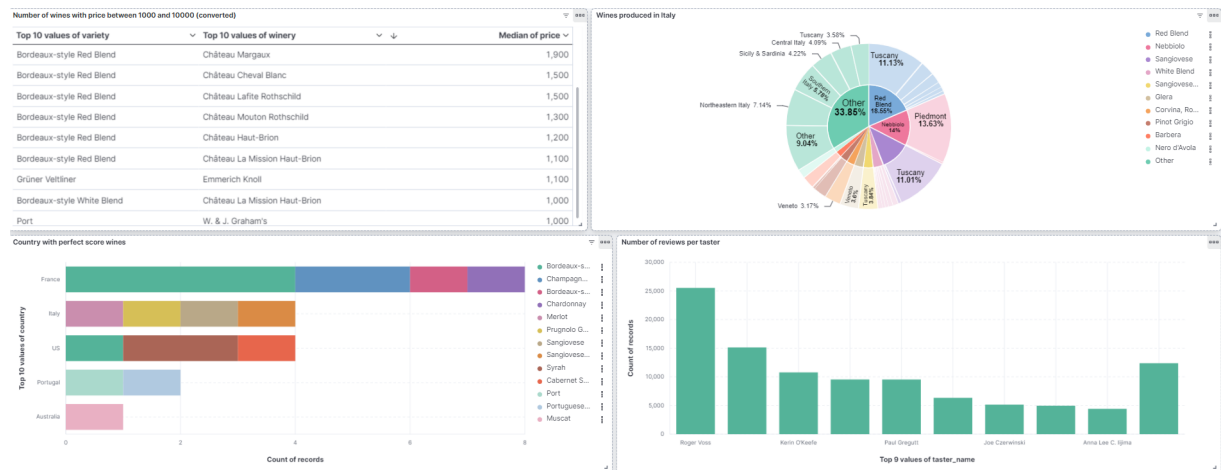 Number of wines with price between 1000 and 10000 (converted)
Top 10 values of variety Top 10 values of winery Median of price
Bordeaux-style Red Blend Château Margaux 1,900
Bordeaux-style Red Blend Château Cheval Blanc 1,500
Bordeaux-style Red Blend Château Lafite Rothschild 1,500
Bordeaux-style Red Blend Château Mouton Rothschild 1,300
Bordeaux-style Red Blend Château Haut-Brion 1,200
Bordeaux-style Red Blend Château La Mission Haut-Brion 1,100
Grüner Veltliner Emmerich Knoll 1,100
Bordeaux-style White Blend Château La Mission Haut-Brion 1,000
Port W. & J. Graham's 1,000
Wines produced in Italy
Tuscany 3.58%
Central Italy 4.09%
Sicily & Sardinia 4.22%
Southern Italy 5.78%
Northeastern Italy 7.14%
Other 9.04%
Other 33.85%
Red Blend 18.55%
Nebbiolo 14%
Tuscany 11.13%
Piedmont 13.63%
Tuscany 11.01%
Tuscany 3.84%
Veneto 3.6%
Veneto 3.17%
Red Blend
Nebbiolo
Sangiovese
White Blend
Sangiovese...
Glera
Corvina, Ro...
Pinot Grigio
Barbera
Nero d'Avola
Other
Country with perfect score wines
Top 10 values of country
France
Italy
US
Portugal
Australia
0 2 4 6 8
Count of records
Bordeaux-s...
Champagn...
Bordeaux-s...
Chardonnay
Merlot
Prugnolo G...
Sangiovese
Sangiovese...
Syrah
Cabernet S...
Port
Portuguese...
Muscat
Number of reviews per taster
Count of records
30,000
25,000
20,000
15,000
10,000
5,000
0
Roger Voss Kerin O'Keefe Paul Gregutt Joe Czerwinski Anna Lee C. Iijima
Top 9 values of taster_name